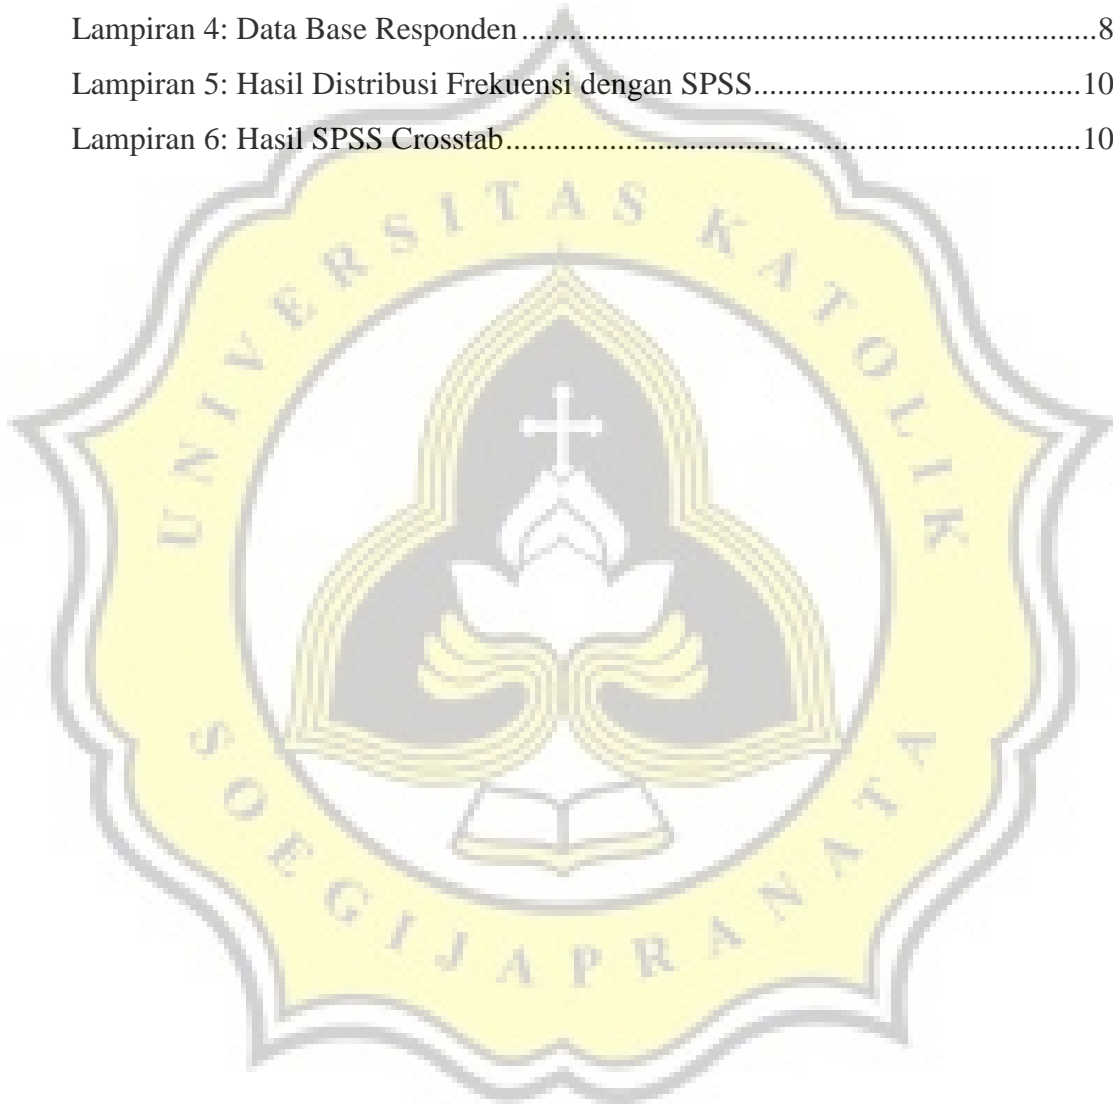 Lampiran 4: Data Base Responden.......................................................................8
Lampiran 5: Hasil Distribusi Frekuensi dengan SPSS.........................................10
Lampiran 6: Hasil SPSS Crosstab........................................................................10
UNIVERSITAS KATOLIK
SOEGIJAPRANATA